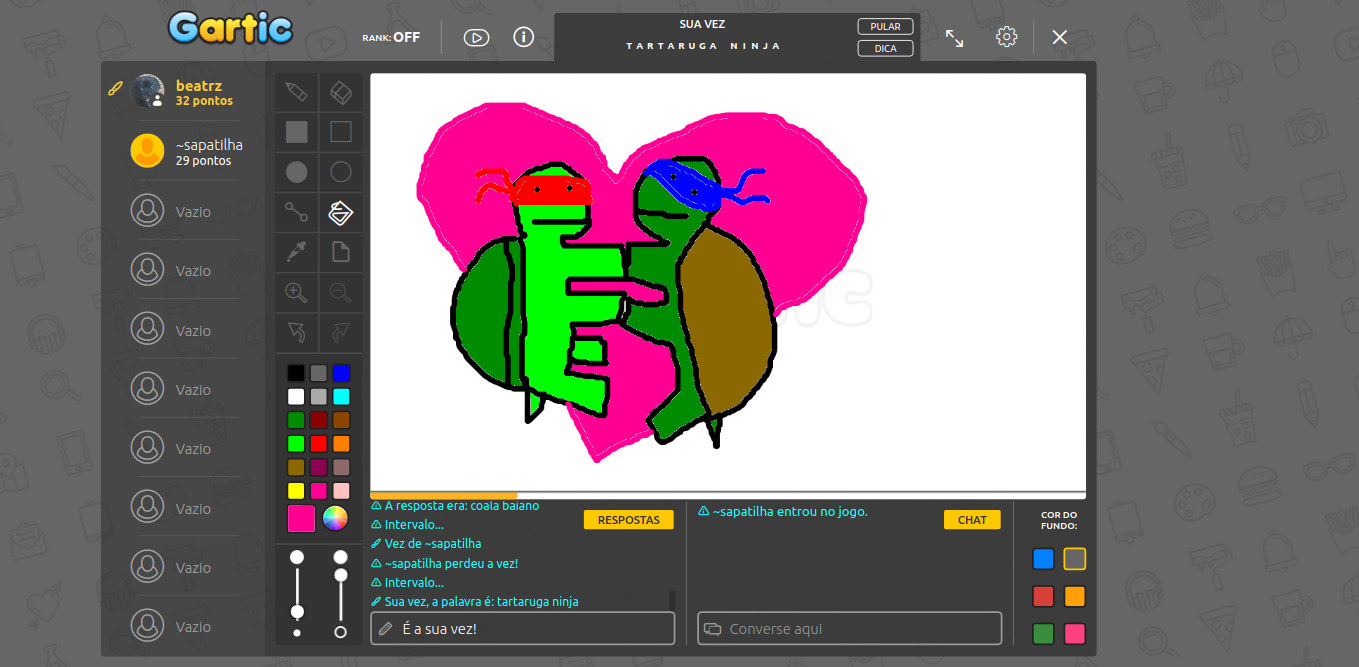 Gartic
RANK: OFF
SUA VEZ
TARTARUGA NINJA
PULAR
DICA
beatrz
32 pontos
~sapatilha
29 pontos
Vazio
Vazio
Vazio
Vazio
Vazio
Vazio
Vazio
Vazio
A resposta era: coala baiano
Intervalo...
Vez de ~sapatilha
~sapatilha perdeu a vez!
Intervalo...
Sua vez, a palavra é: tartaruga ninja
RESPOSTAS
É a sua vez!
~sapatilha entrou no jogo.
CHAT
Converse aqui
COR DO
FUNDO: